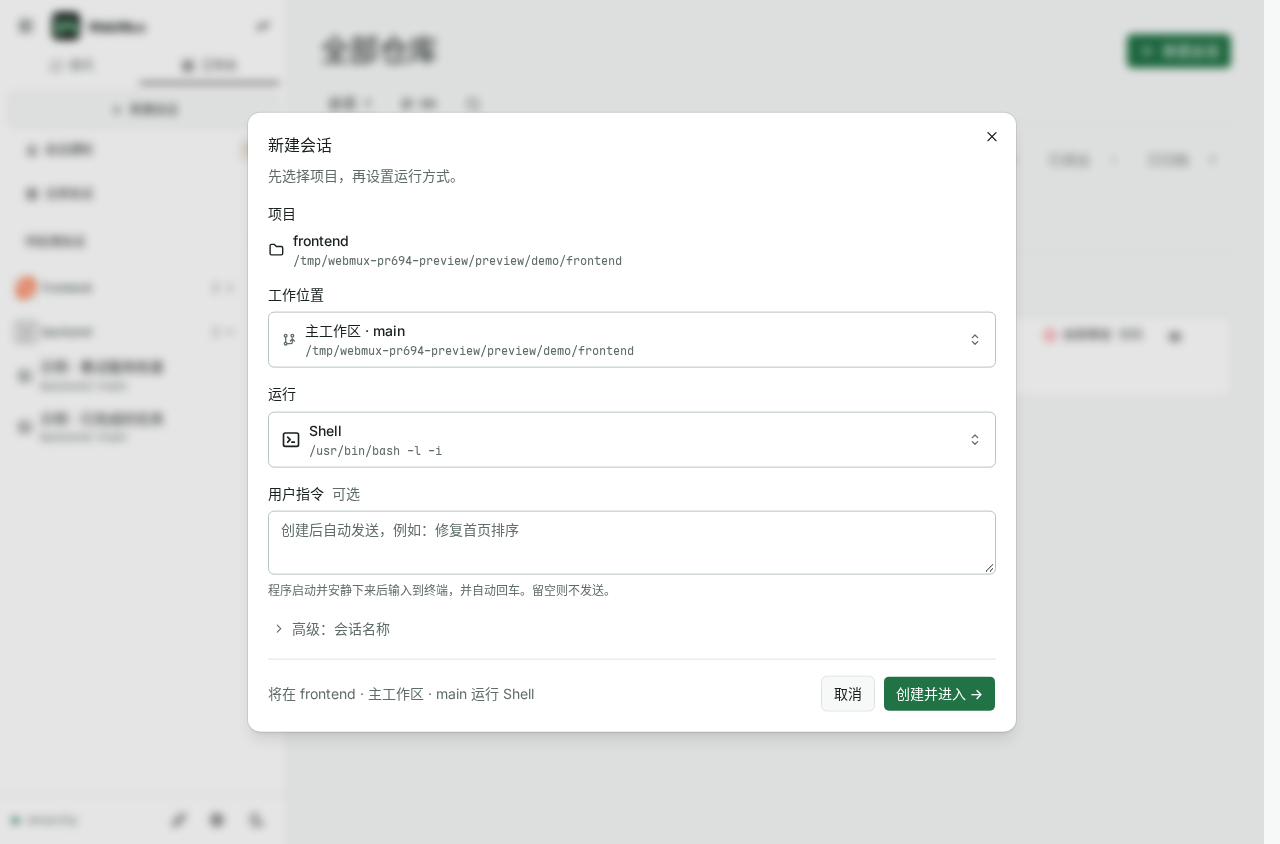 全部仓库
新建会话
先选择项目，再设置运行方式。
项目
frontend
/tmp/webmux-pr694-preview/preview/demo/frontend
工作位置
主工作区 · main
/tmp/webmux-pr694-preview/preview/demo/frontend
运行
Shell
/usr/bin/bash -l -i
用户指令 可选
创建后自动发送，例如：修复首页排序
程序启动并安静下来后输入到终端，并自动回车。留空则不发送。
高级：会话名称
将在 frontend · 主工作区 · main 运行 Shell
取消
创建并进入 →